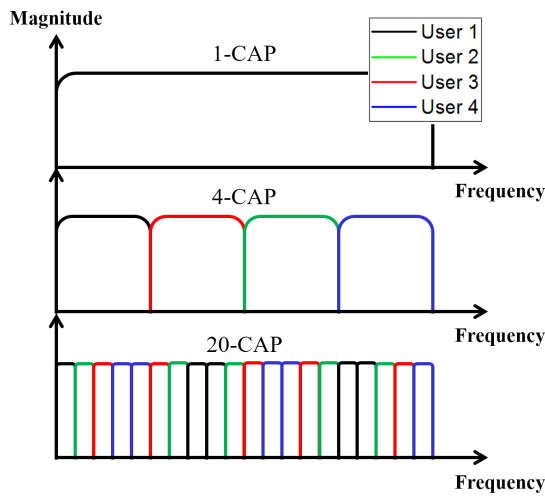 Magnitude
1-CAP
User 1
User 2
User 3
User 4
Frequency
4-CAP
Frequency
20-CAP
Frequency